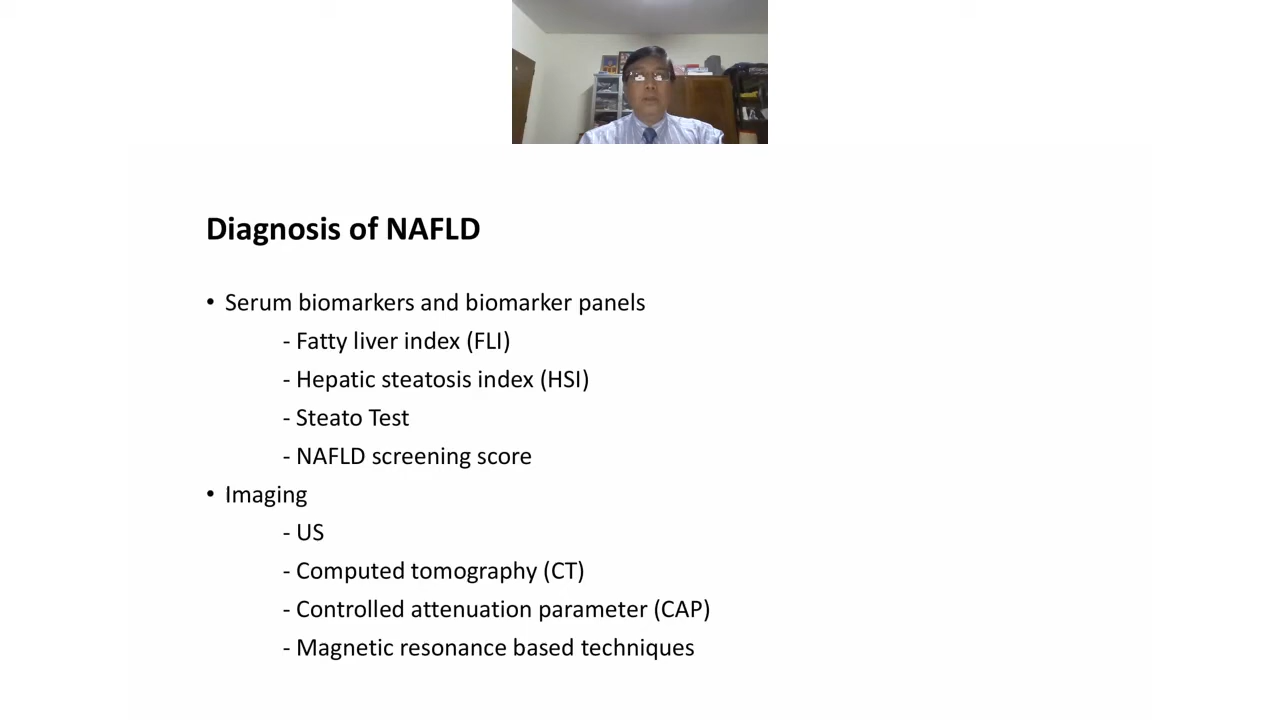 Diagnosis of NAFLD
• Serum biomarkers and biomarker panels
- Fatty liver index (FLI)
- Hepatic steatosis index (HSI)
- Steato Test
- NAFLD screening score
• Imaging
- US
- Computed tomography (CT)
- Controlled attenuation parameter (CAP)
- Magnetic resonance based techniques